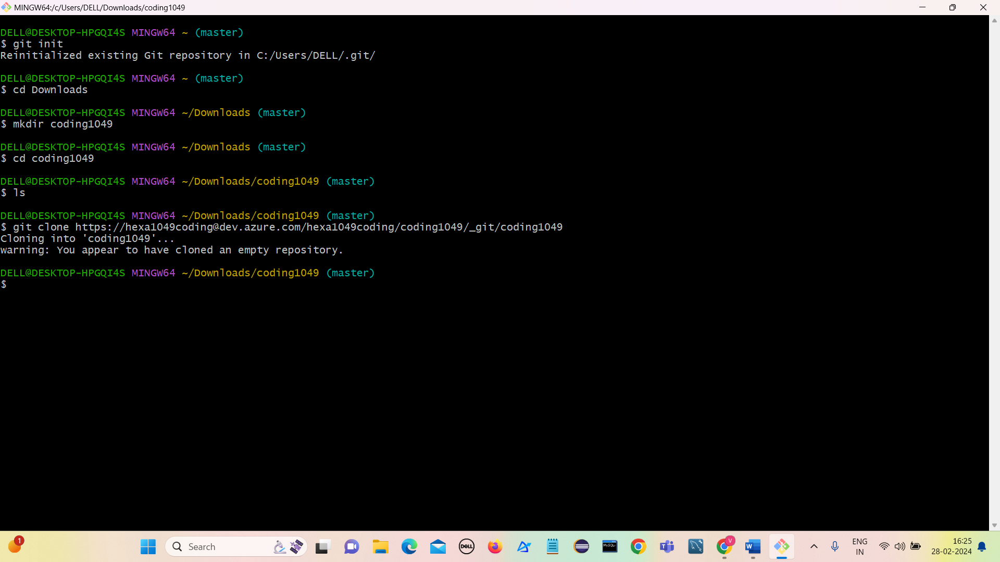 MINGW64:/c/Users/DELL/Downloads/coding1049
DELL@DESKTOP-HPGQI4S MINGW64 ~ (master)
$ git init
Reinitialized existing Git repository in C:/Users/DELL/.git/
DELL@DESKTOP-HPGQI4S MINGW64 ~ (master)
$ cd Downloads
DELL@DESKTOP-HPGQI4S MINGW64 ~/Downloads (master)
$ mkdir coding1049
DELL@DESKTOP-HPGQI4S MINGW64 ~/Downloads (master)
$ cd coding1049
DELL@DESKTOP-HPGQI4S MINGW64 ~/Downloads/coding1049 (master)
$ ls
DELL@DESKTOP-HPGQI4S MINGW64 ~/Downloads/coding1049 (master)
$ git clone https://hexa1049coding@dev.azure.com/hexa1049coding/coding1049/_git/coding1049
Cloning into 'coding1049'...
warning: You appear to have cloned an empty repository.
DELL@DESKTOP-HPGQI4S MINGW64 ~/Downloads/coding1049 (master)
$
1
Search
DELL
MySQL
T
V
W
ENG
IN
16:25
28-02-2024